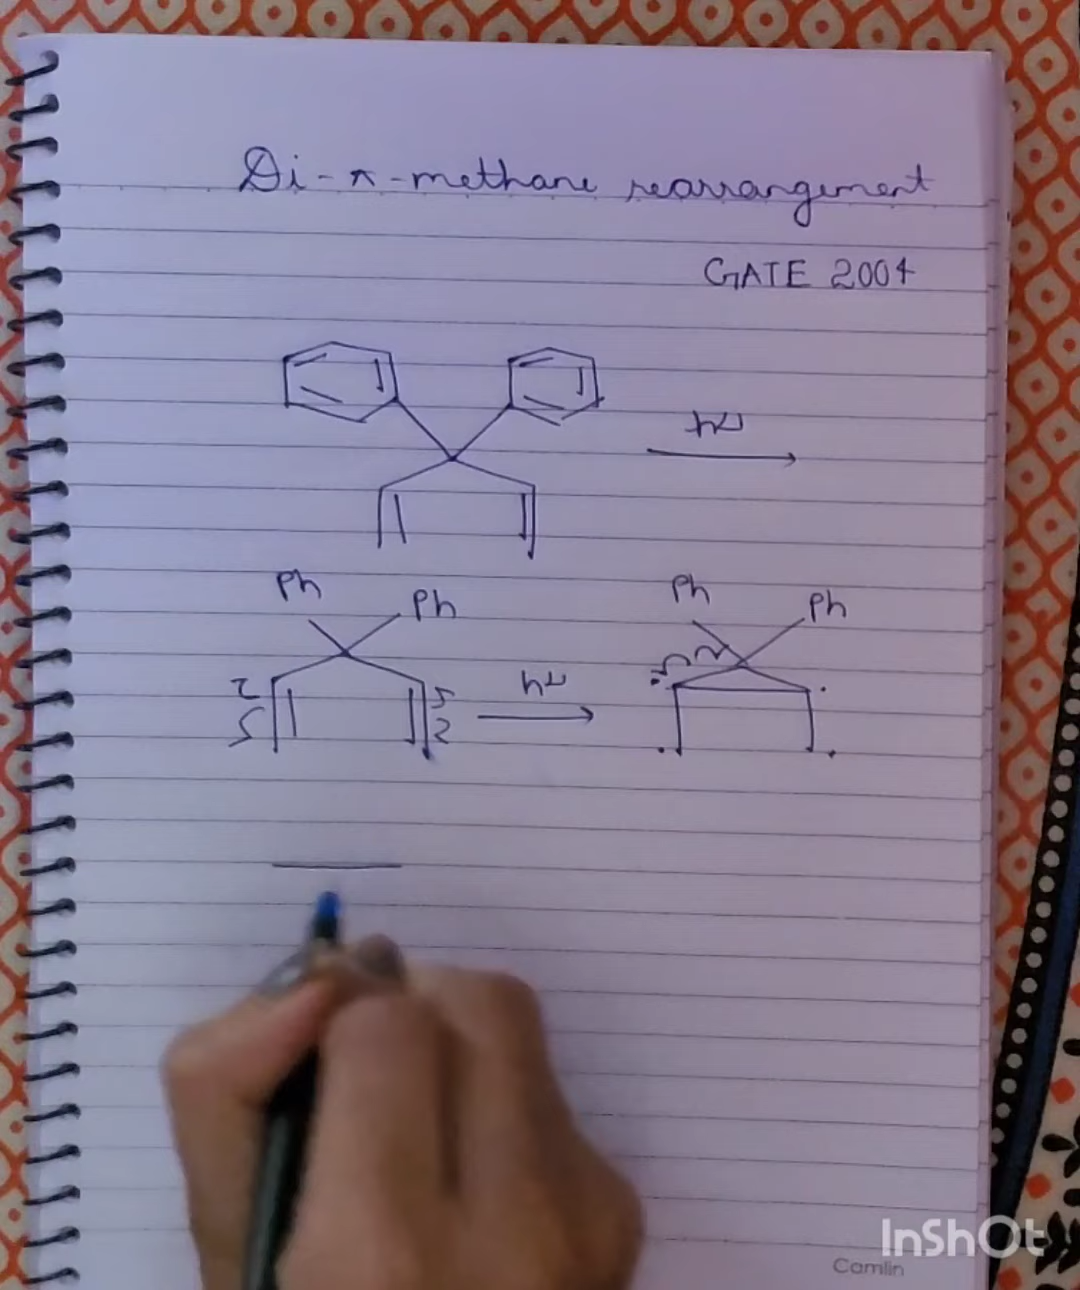 Di-π-methane rearrangement
GATE 2004
hν
Ph Ph
Ph Ph
hν
InShOt
Camlin